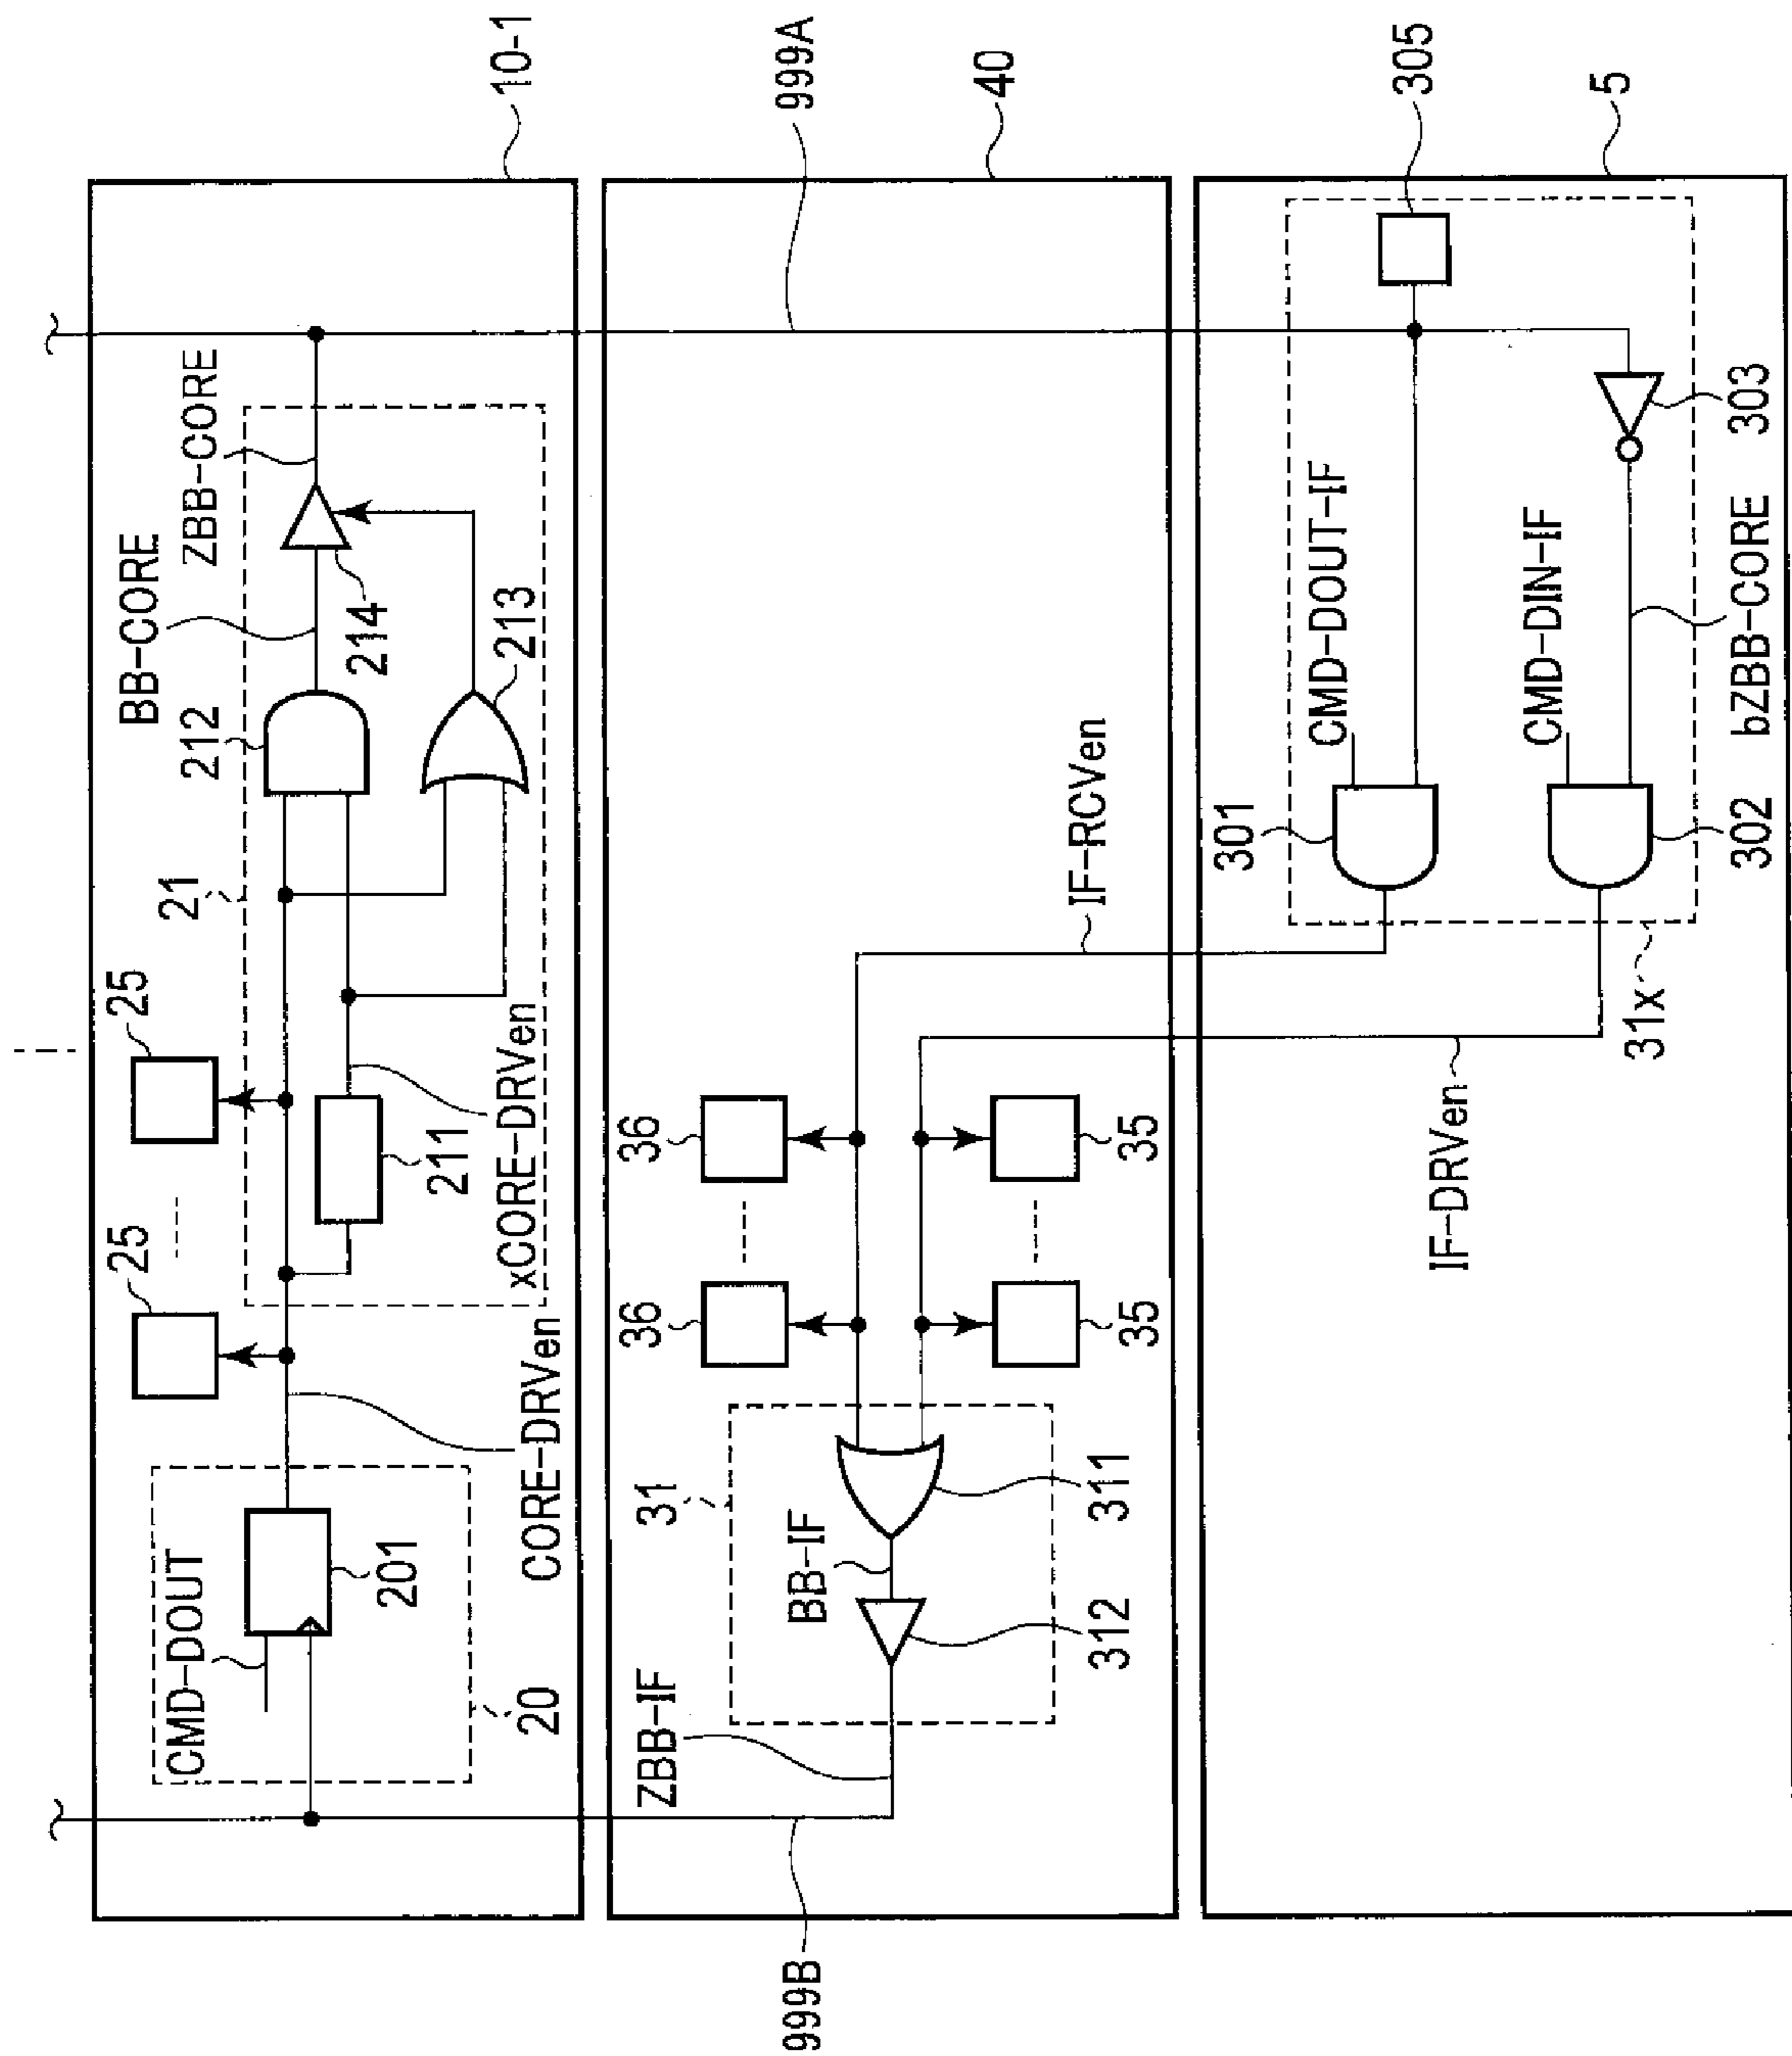 10-1
999A
40
305
5
ZBB-CORE
BB-CORE
214
213
212
21
25
25
211
xCORE-DRVen
CORE-DRVen
CMD-DOUT
201
20
IF-RCVen
36
36
35
35
31
311
BB-IF
312
ZBB-IF
999B
303
CMD-DOUT-IF
CMD-DIN-IF
bZBB-CORE
301
302
31x
IF-DRVen